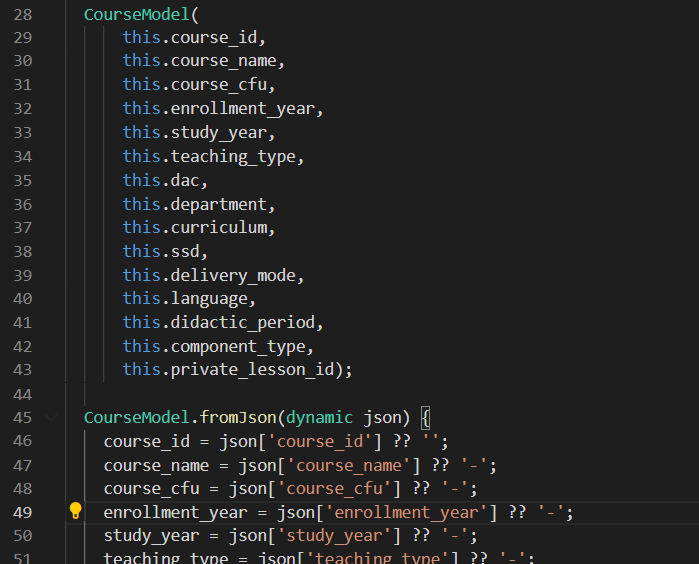 28 CourseModel(
29 this.course_id,
30 this.course_name,
31 this.course_cfu,
32 this.enrollment_year,
33 this.study_year,
34 this.teaching_type,
35 this.dac,
36 this.department,
37 this.curriculum,
38 this.ssd,
39 this.delivery_mode,
40 this.language,
41 this.didactic_period,
42 this.component_type,
43 this.private_lesson_id);
44
45 CourseModel.fromJson(dynamic json) {
46 course_id = json['course_id'] ?? '';
47 course_name = json['course_name'] ?? '-';
48 course_cfu = json['course_cfu'] ?? '-';
49 enrollment_year = json['enrollment_year'] ?? '-';
50 study_year = json['study_year'] ?? '-';
51 teaching_type = json['teaching_type'] ?? '-';